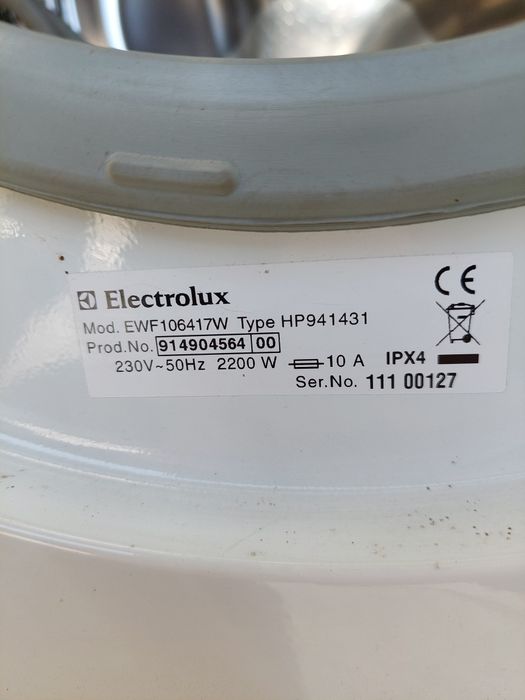 Electrolux
Mod. EWF106417W Type HP941431
Prod.No. 914904564 00
230V~50Hz 2200 W 10 A IPX4
Ser.No. 111 00127
CE